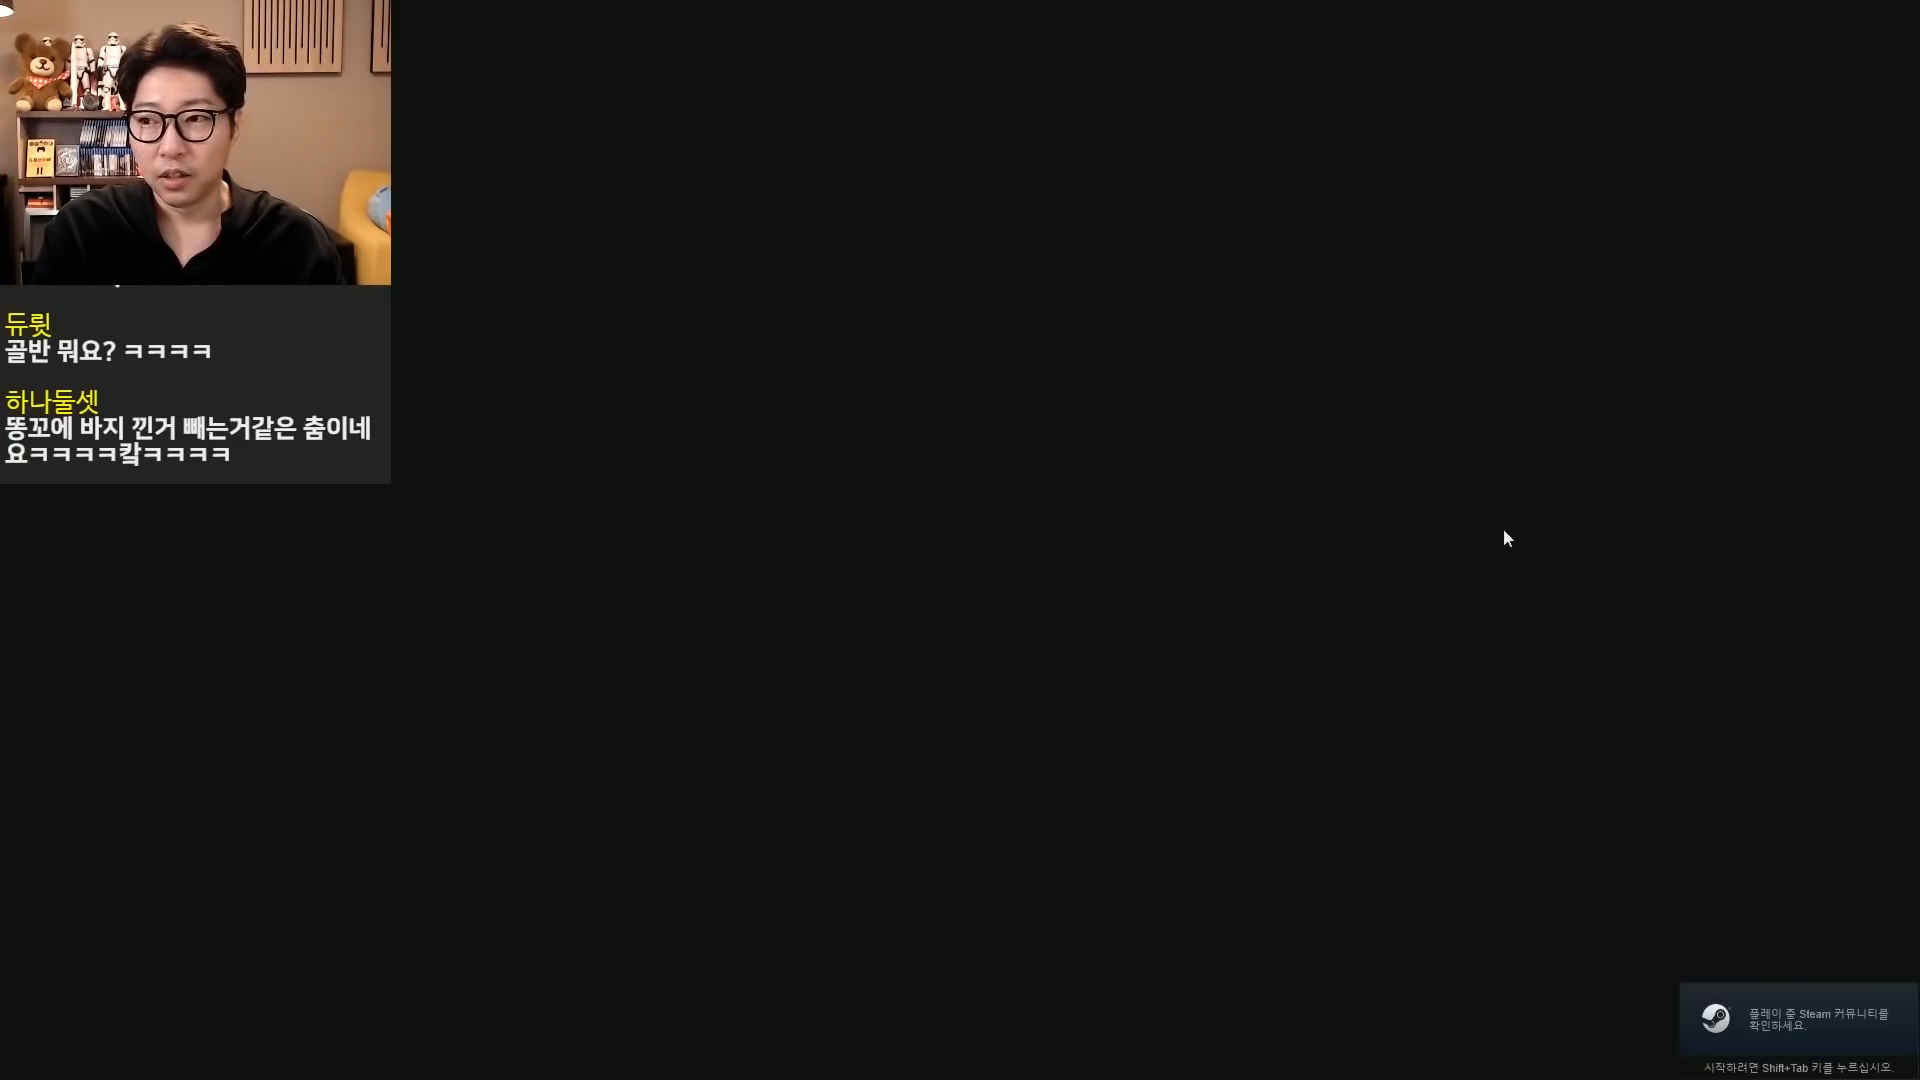 듀륏
골반 뭐요? ㅋㅋㅋㅋ
하나둘셋
똥꼬에 바지 낀거 빼는거같은 춤이네
요ㅋㅋㅋㅋ캌ㅋㅋㅋㅋ
플레이 중 Steam 커뮤니티를
확인하세요.
시작하려면 Shift+Tab 키를 누르십시오.